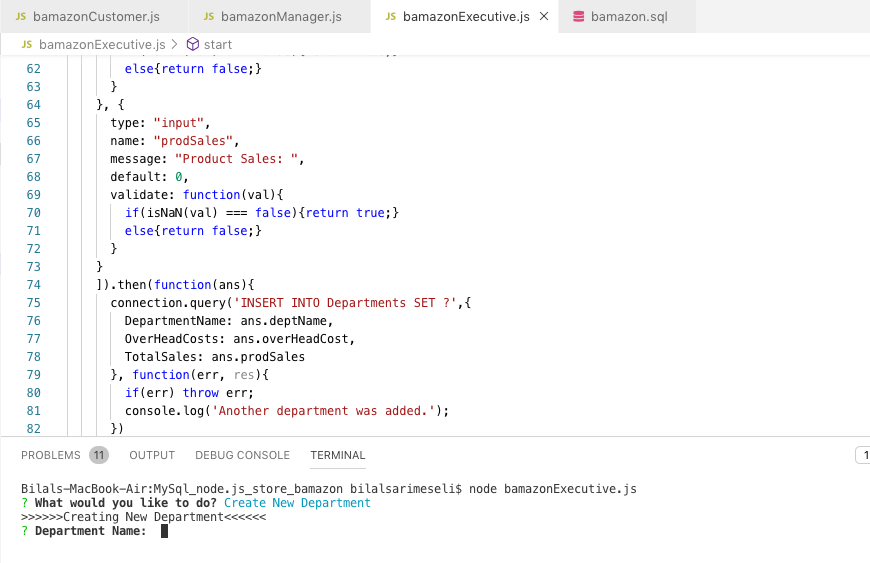 JS bamazonCustomer.js JS bamazonManager.js JS bamazonExecutive.js × bamazon.sql
JS bamazonExecutive.js > start
62 else{return false;}
63 }
64 }, {
65 type: "input",
66 name: "prodSales",
67 message: "Product Sales: ",
68 default: 0,
69 validate: function(val){
70 if(isNaN(val) === false){return true;}
71 else{return false;}
72 }
73 }
74 ]).then(function(ans){
75 connection.query('INSERT INTO Departments SET ?',{
76 DepartmentName: ans.deptName,
77 OverHeadCosts: ans.overHeadCost,
78 TotalSales: ans.prodSales
79 }, function(err, res){
80 if(err) throw err;
81 console.log('Another department was added.');
82 })
PROBLEMS 11 OUTPUT DEBUG CONSOLE TERMINAL 1
Bilals-MacBook-Air:MySql_node.js_store_bamazon bilalsarimeseli$ node bamazonExecutive.js
? What would you like to do? Create New Department
>>>>>>Creating New Department<<<<<<
? Department Name: